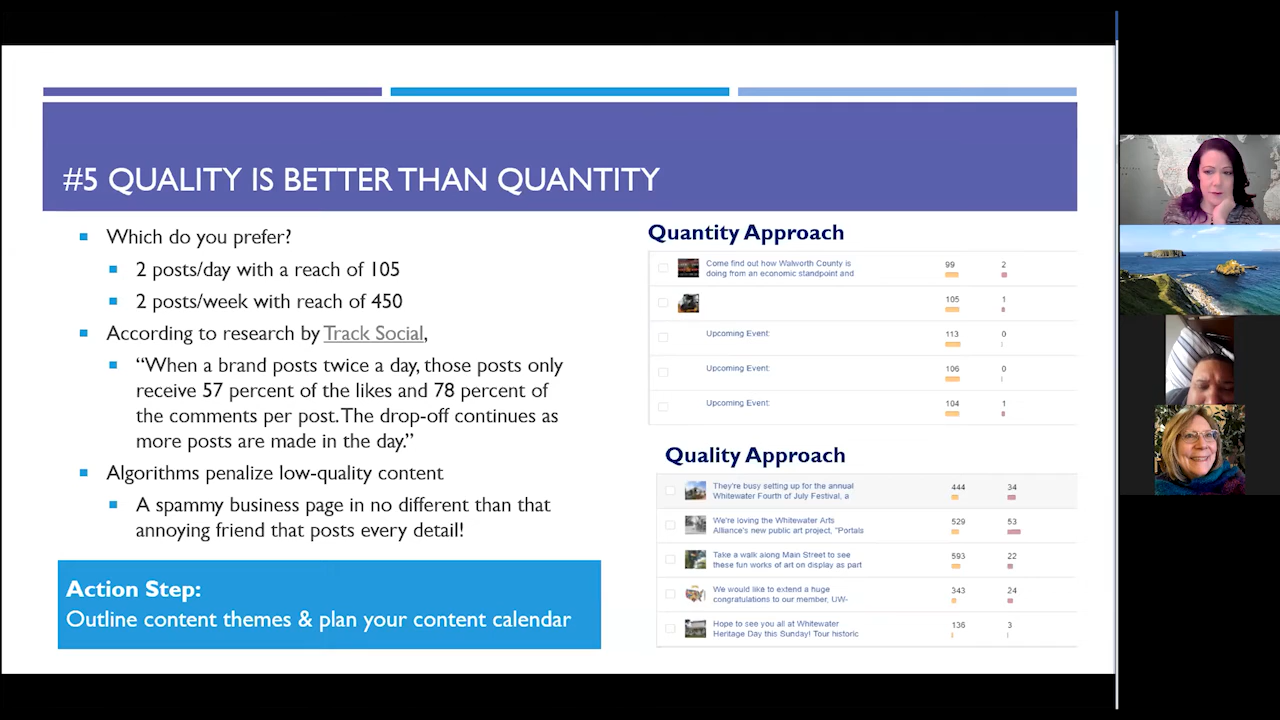 #5 QUALITY IS BETTER THAN QUANTITY
Which do you prefer?
2 posts/day with a reach of 105
2 posts/week with reach of 450
According to research by Track Social,
“When a brand posts twice a day, those posts only
receive 57 percent of the likes and 78 percent of
the comments per post. The drop-off continues as
more posts are made in the day.”
Algorithms penalize low-quality content
A spammy business page in no different than that
annoying friend that posts every detail!
Action Step:
Outline content themes & plan your content calendar
Quantity Approach
Come find out how Walworth County is 99 2
doing from an economic standpoint and
105 1
Upcoming Event: 113 0
Upcoming Event: 106 0
Upcoming Event: 104 1
Quality Approach
They're busy setting up for the annual 444 34
Whitewater Fourth of July Festival, a
We're loving the Whitewater Arts 529 53
Alliance's new public art project, "Portals
Take a walk along Main Street to see 593 22
these fun works of art on display as part
We would like to extend a huge 343 24
congratulations to our member, UW-
Hope to see you all at Whitewater 136 3
Heritage Day this Sunday! Tour historic